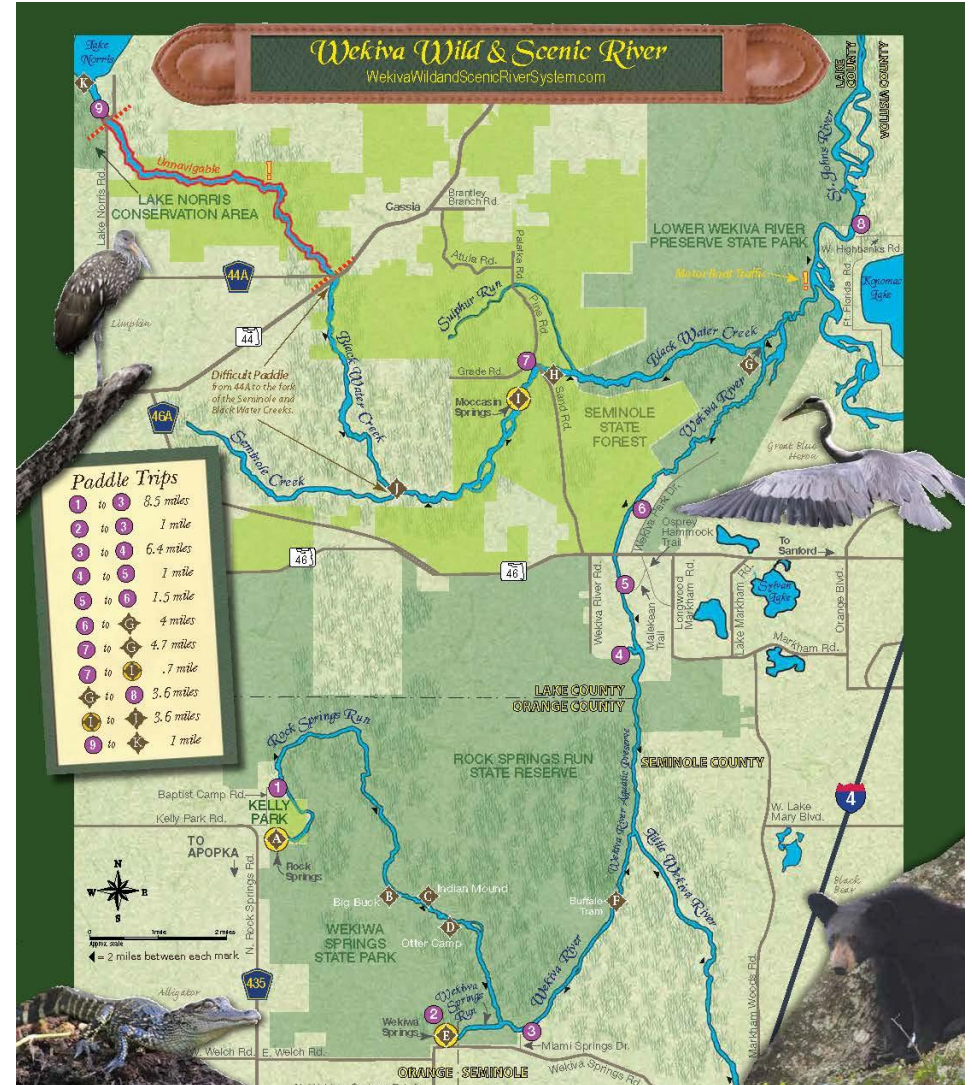 Wekiva Wild & Scenic River
WekivaWildandScenicRiverSystem.com
Lake
Norris
K
9
LAKE
COUNTY
VOLUSIA COUNTY
St. Johns River
Unnavigable
!
Lake Norris Rd.
LAKE NORRIS
CONSERVATION AREA
Cassia
Brantley
Branch Rd
LOWER WEKIVA RIVER
PRESERVE STATE PARK
8
W. Highbanks Rd.
Atula Rd.
Palatka Rd.
Motorboat Traffic
Ft. Florida Rd.
Konomac
Lake
44A
Limpkin
Sulphur Run
Pine Rd.
44
Black Water Creek
Black Water Creek
Difficult Paddle
from 44A to the fork
of the Seminole and
Black Water Creeks.
7
Grade Rd.
H
G
I
Moccasin
Springs
Sand Rd.
SEMINOLE
STATE
FOREST
Wekiva River
46A
Seminole Creek
J
Great Blue
Heron
Paddle Trips
1 to 3 8.5 miles
2 to 3 1 mile
3 to 4 6.4 miles
4 to 5 1 mile
5 to 6 1.5 miles
6 to G 4 miles
7 to G 4.7 miles
7 to I .7 mile
G to 8 3.6 miles
I to J 3.6 miles
9 to K 1 mile
6
Wekiva Park Dr.
Osprey
Hammock
Trail
To
Sanford
46
46
5
Wekiva River Rd.
Malekean
Trail
Longwood
Markham Rd.
Lake Markham Rd.
Sylvan
Lake
Orange Blvd.
Markham Rd.
4
LAKE COUNTY
ORANGE COUNTY
Rock Springs Run
ROCK SPRINGS RUN
STATE RESERVE
Wekiva River Aquatic Preserve
SEMINOLE COUNTY
1
Baptist Camp Rd.
KELLY
PARK
Kelly Park Rd.
4
W. Lake
Mary Blvd.
TO
APOPKA
A
Rock
Springs
N. Rock Springs Rd.
Little Wekiva River
N
W E
S
0 1mile 2 miles
Approx. scale
= 2 miles between each mark
B
C
Indian Mound
Big Buck
D
Otter Camp
Buffalo
Tram
F
Black
Bear
WEKIWA
SPRINGS
STATE PARK
435
Alligator
Wekiva River
Wekiva
Springs
Run
2
Wekiwa
Springs
E
3
Markham Woods Rd.
W. Welch Rd.
E. Welch Rd.
Miami Springs Dr.
Wekiva Springs Rd.
ORANGE
SEMINOLE